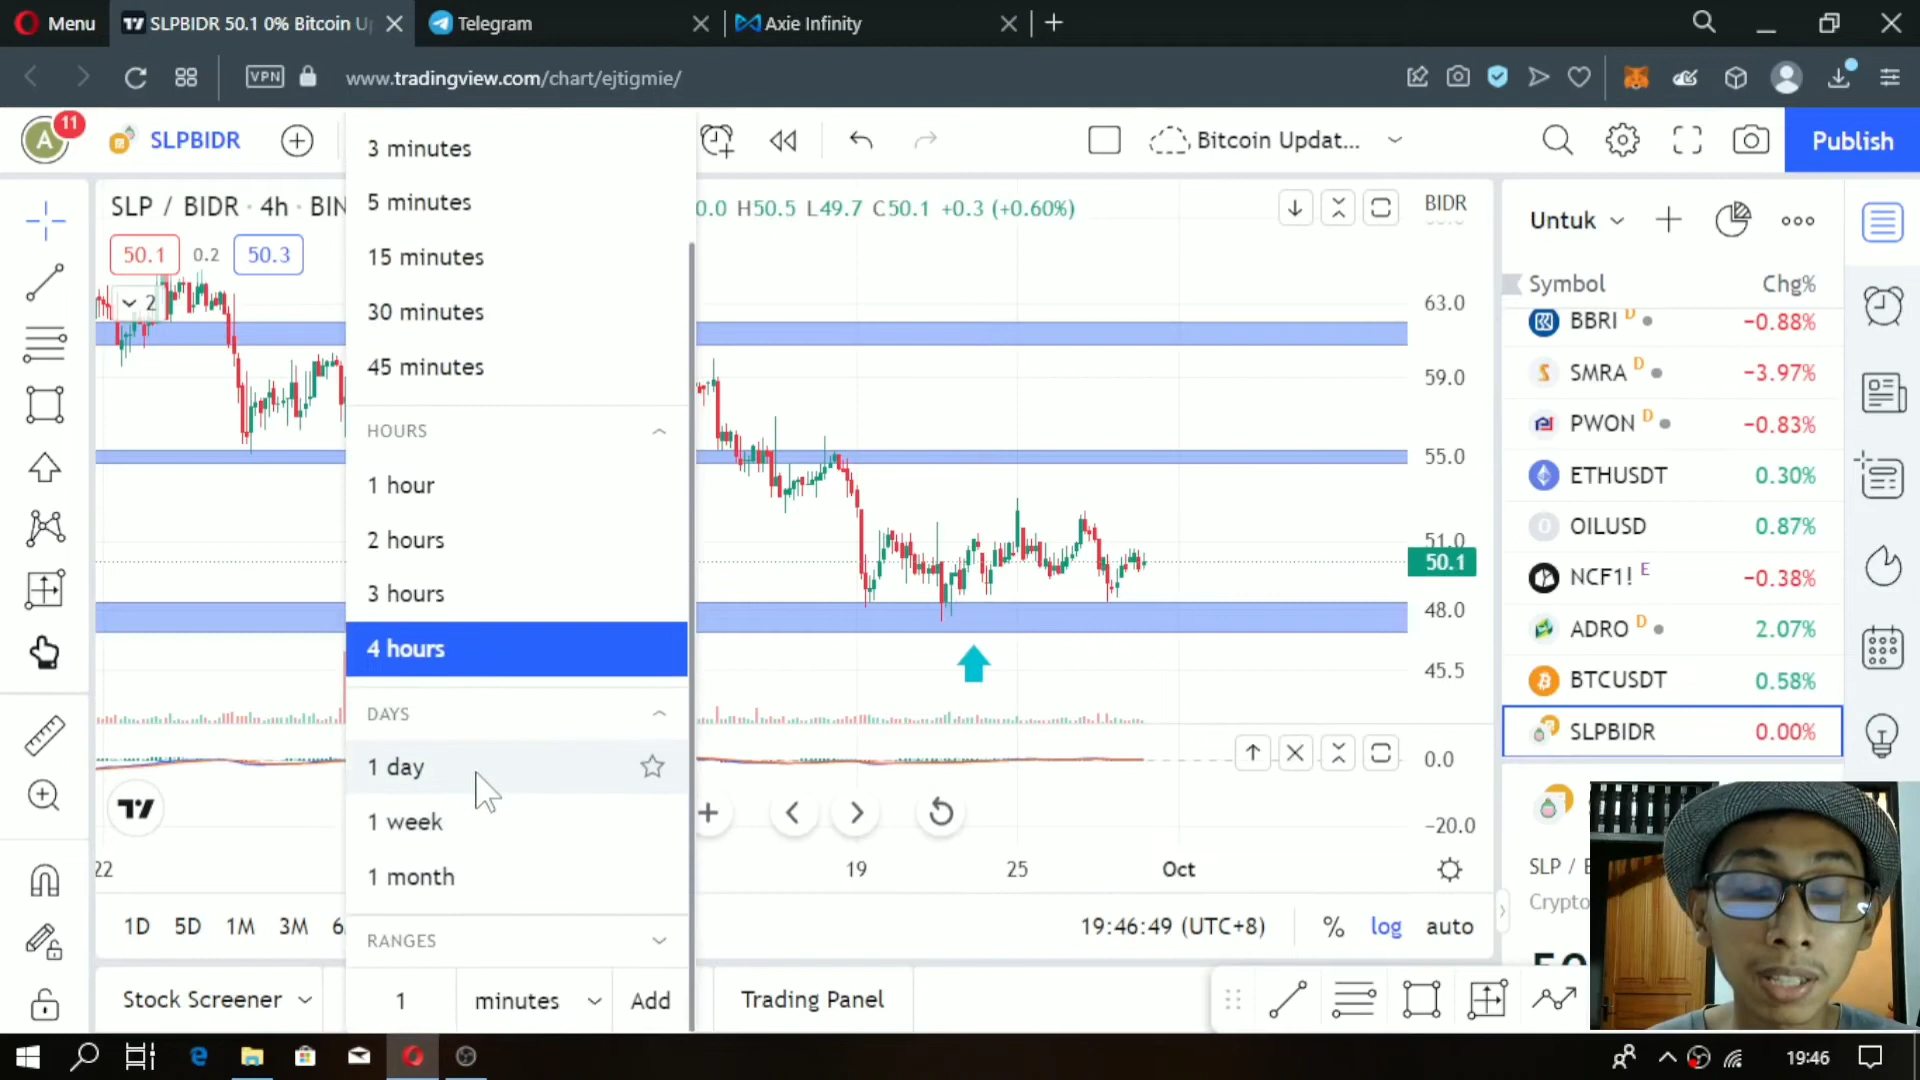 Menu
SLPBIDR 50.1 0% Bitcoin U
Telegram
Axie Infinity
VPN
www.tradingview.com/chart/ejtigmie/
A
11
SLPBIDR
Bitcoin Updat...
Publish
SLP / BIDR · 4h · BIN
0.0 H50.5 L49.7 C50.1 +0.3 (+0.60%)
BIDR
50.1
0.2
50.3
2
3 minutes
5 minutes
15 minutes
30 minutes
45 minutes
HOURS
1 hour
2 hours
3 hours
4 hours
DAYS
1 day
1 week
1 month
RANGES
1
minutes
Add
63.0
59.0
55.0
51.0
50.1
48.0
45.5
0.0
−20.0
22
19
25
Oct
1D
5D
1M
3M
19:46:49 (UTC+8)
%
log
auto
Stock Screener
Trading Panel
Untuk
Symbol
Chg%
BBRI D
−0.88%
SMRA D
−3.97%
PWON D
−0.83%
ETHUSDT
0.30%
OILUSD
0.87%
NCF1! E
−0.38%
ADRO D
2.07%
BTCUSDT
0.58%
SLPBIDR
0.00%
SLP /
Crypto
19:46